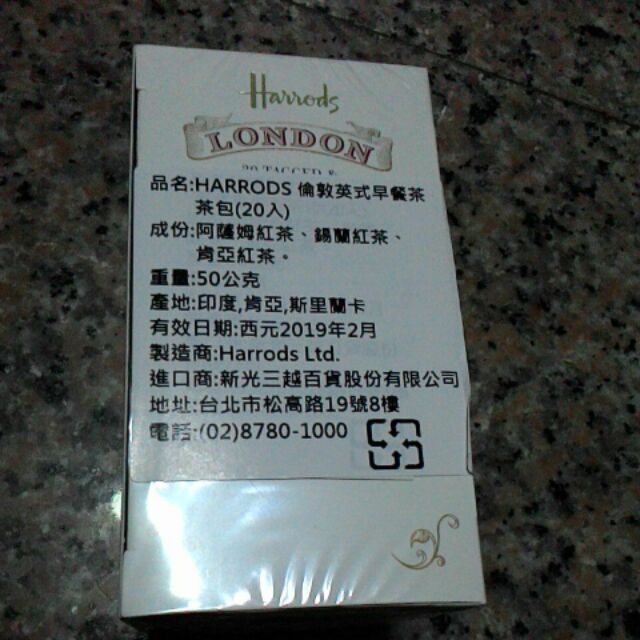 Harrods
LONDON
品名:HARRODS 倫敦英式早餐茶
茶包(20入)
成份:阿薩姆紅茶、錫蘭紅茶、
肯亞紅茶。
重量:50公克
產地:印度,肯亞,斯里蘭卡
有效日期:西元2019年2月
製造商:Harrods Ltd.
進口商:新光三越百貨股份有限公司
地址:台北市松高路19號8樓
電話:(02)8780-1000